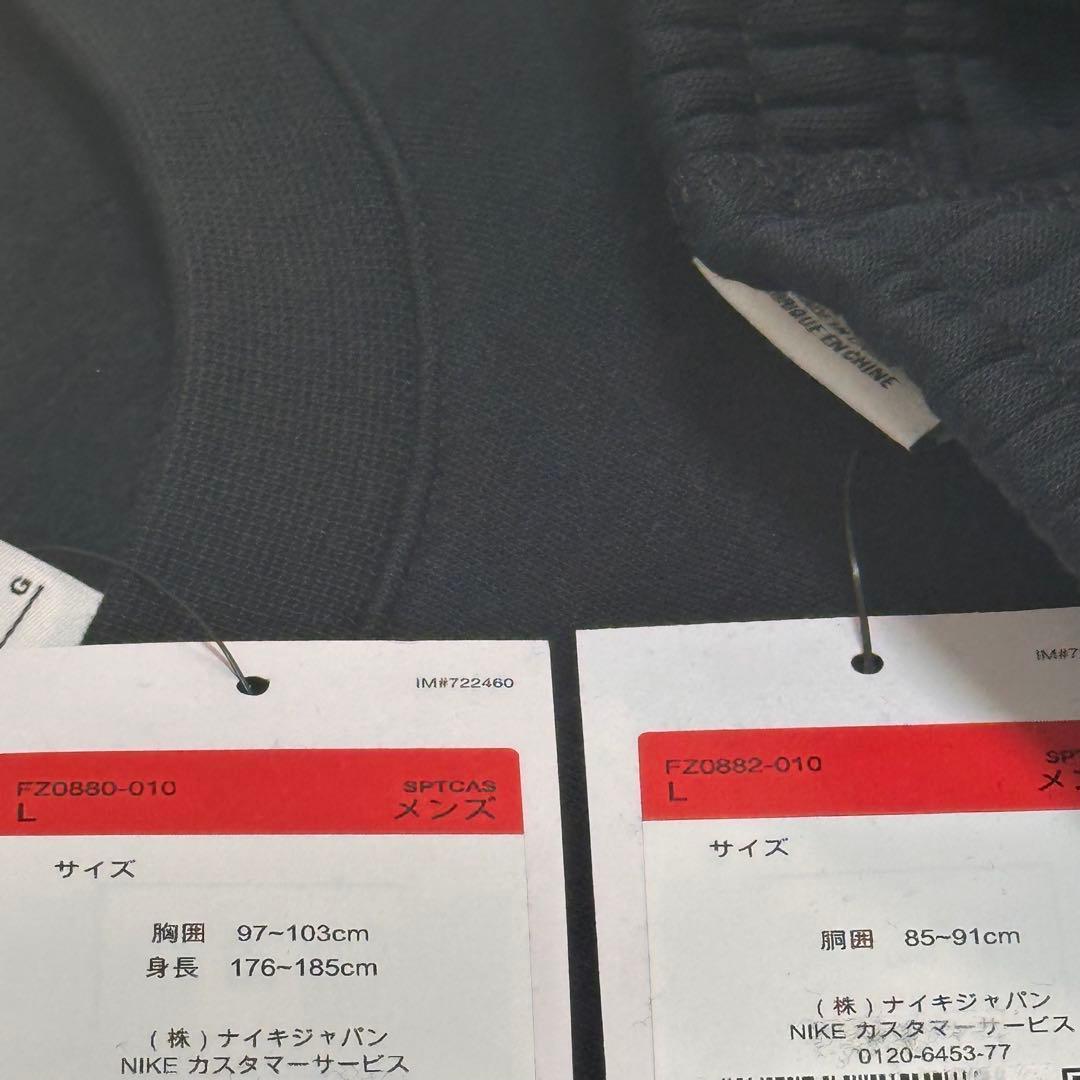 EN CHINE
G
IM#722460
FZ0880-010
L
SPTCAS
メンズ
サイズ
胸囲 97~103cm
身長 176~185cm
(株)ナイキジャパン
NIKE カスタマーサービス
IM#7
FZ0882-010
L
サイズ
胴囲 85~91cm
(株)ナイキジャパン
NIKE カスタマーサービス
0120-6453-77